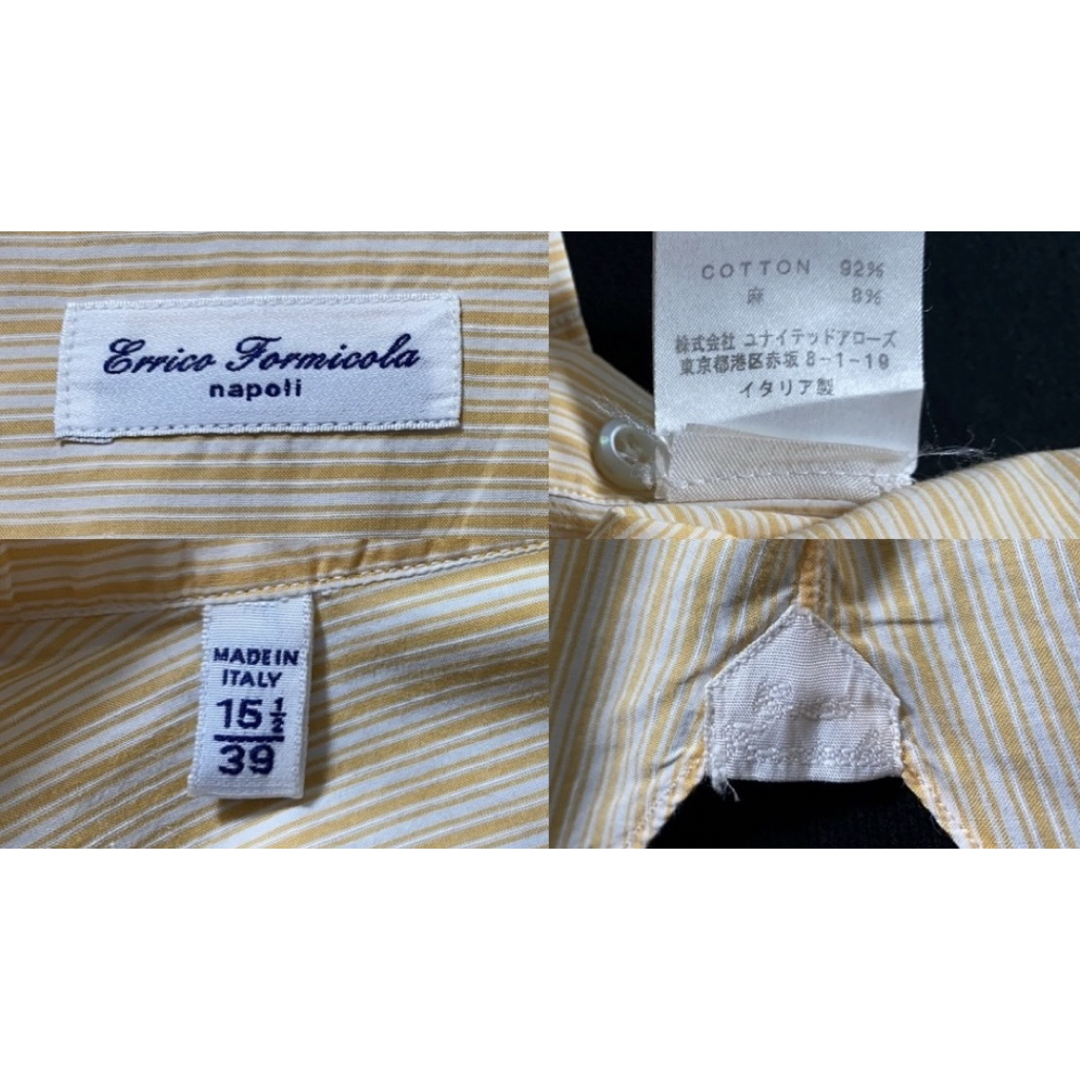 Errico Formicola
napoli
COTTON 92%
麻 8%
株式会社 ユナイテッドアローズ
東京都港区赤坂 8-1-19
イタリア製
MADE IN
ITALY
15 1/2
39